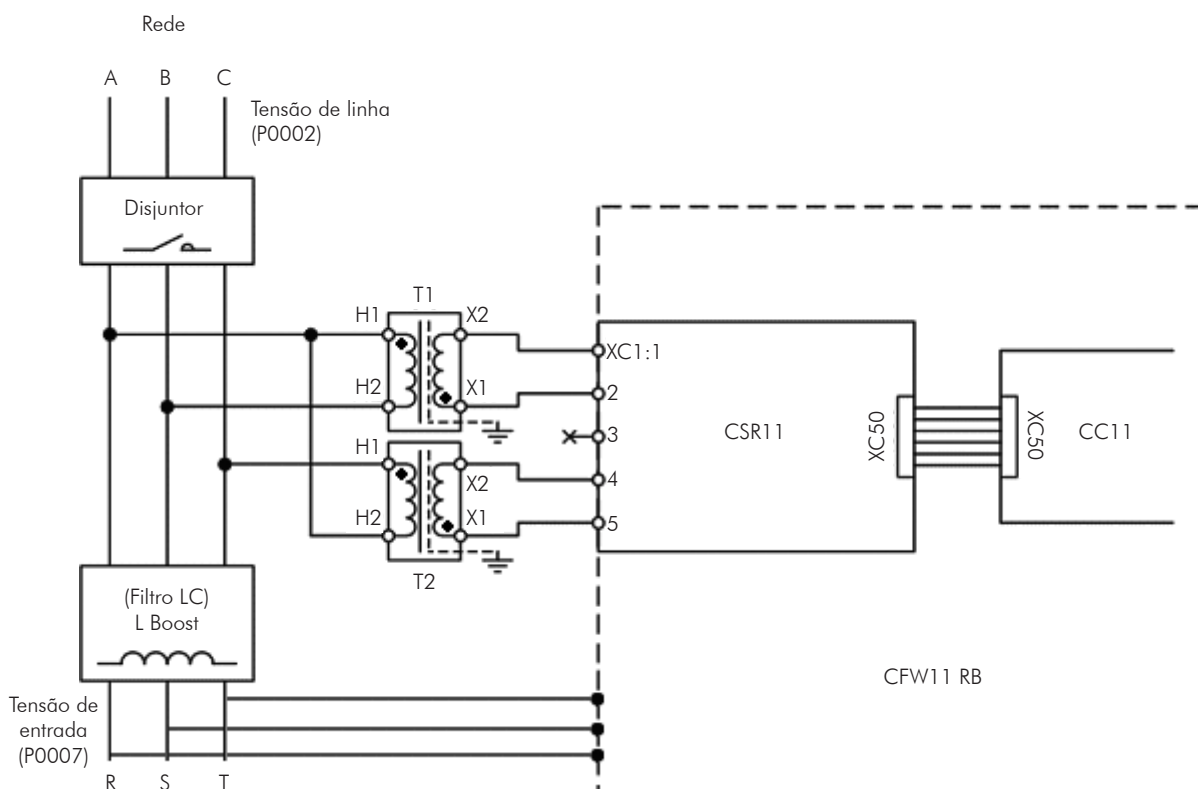 Rede
A B C
Tensão de linha
(P0002)
Disjuntor
T1
H1 X2
XC1:1
H2 X1
2
3
CSR11
XC50
XC50
CC11
H1
X2
4
H2 X1
5
T2
(Filtro LC)
L Boost
CFW11 RB
Tensão de
entrada
(P0007)
R S T